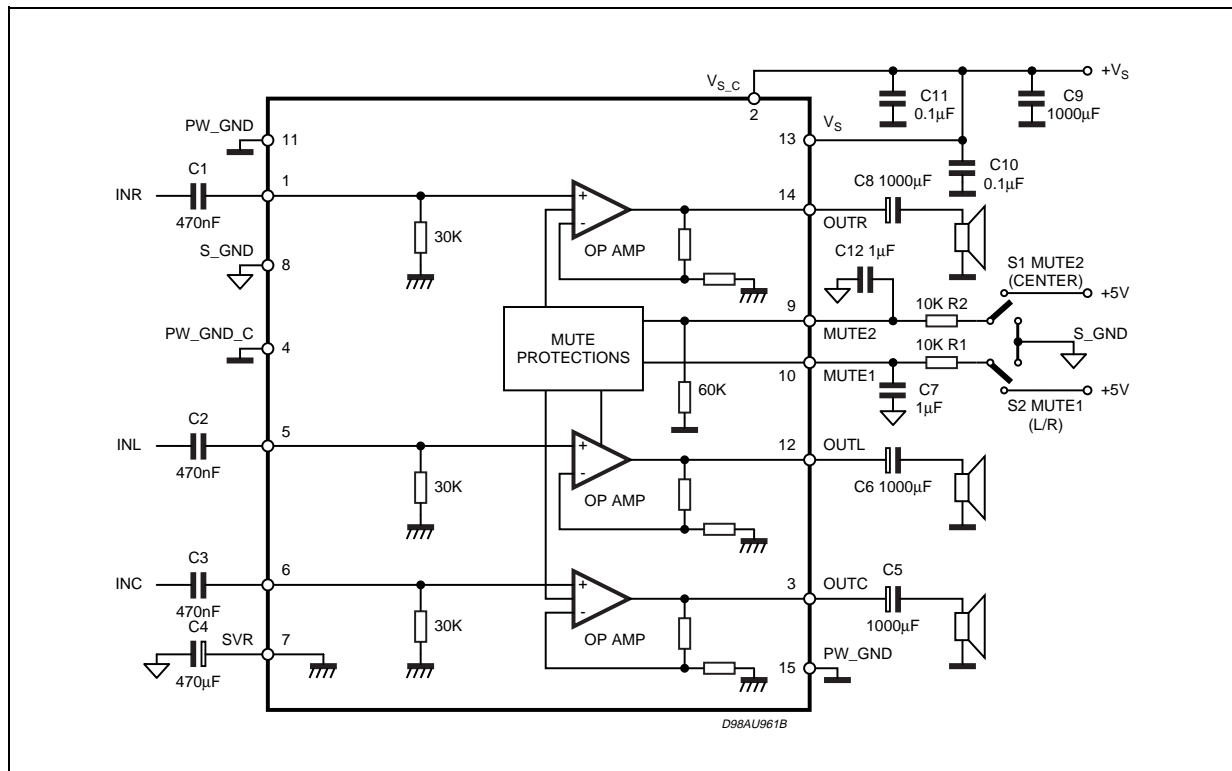 +VS
VS_C
2
C11
0.1µF
C9
1000µF
PW_GND
11
VS
13
C10
0.1µF
C1
INR
470nF
1
30K
+
-
OP AMP
14
C8 1000µF
OUTR
S_GND
8
C12 1µF
S1 MUTE2
(CENTER)
+5V
9
MUTE2
10K R2
MUTE
PROTECTIONS
S_GND
PW_GND_C
4
10K R1
10
MUTE1
60K
C7
1µF
+5V
S2 MUTE1
(L/R)
C2
INL
470nF
5
30K
+
-
OP AMP
12
OUTL
C6 1000µF
C3
INC
470nF
6
30K
+
-
OP AMP
3
OUTC
C5
1000µF
C4
470µF
SVR
7
PW_GND
15
D98AU961B